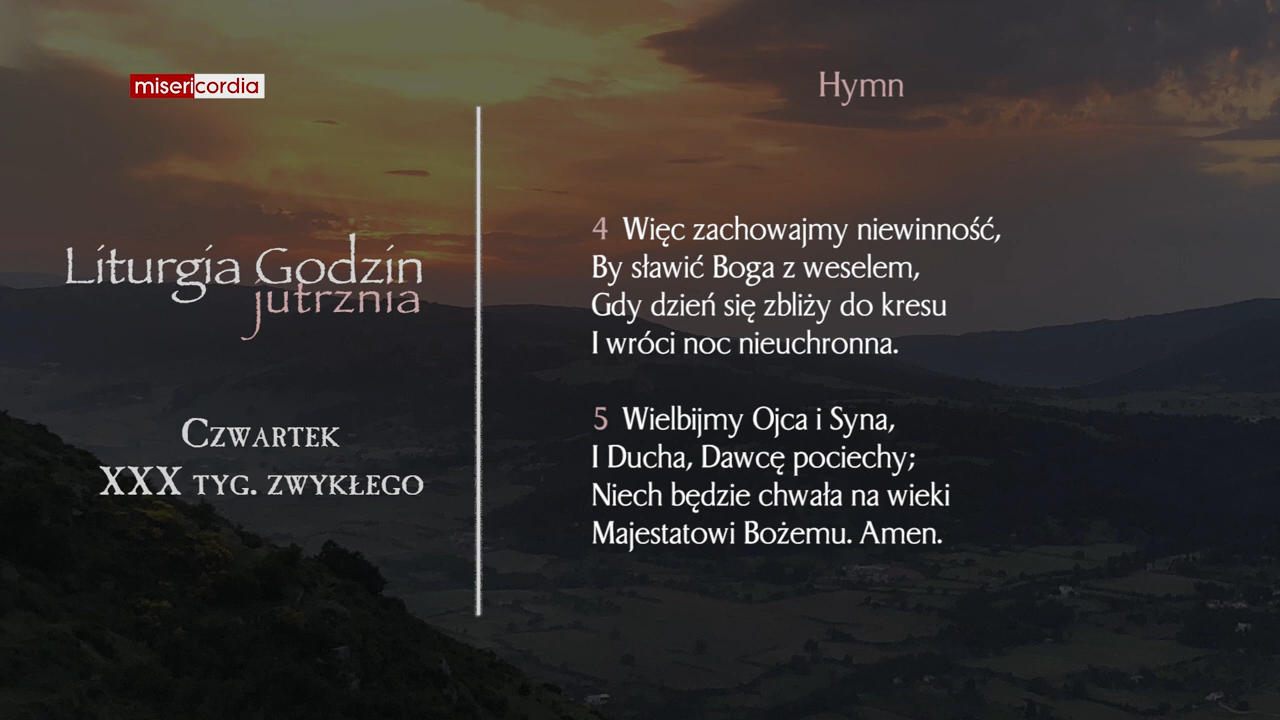 misericordia
Liturgia Godzin
jutrznia
Czwartek
XXX tyg. zwykłego
Hymn
4 Więc zachowajmy niewinność,
By sławić Boga z weselem,
Gdy dzień się zbliży do kresu
I wróci noc nieuchronna.
5 Wielbijmy Ojca i Syna,
I Ducha, Dawcę pociechy;
Niech będzie chwała na wieki
Majestatowi Bożemu. Amen.